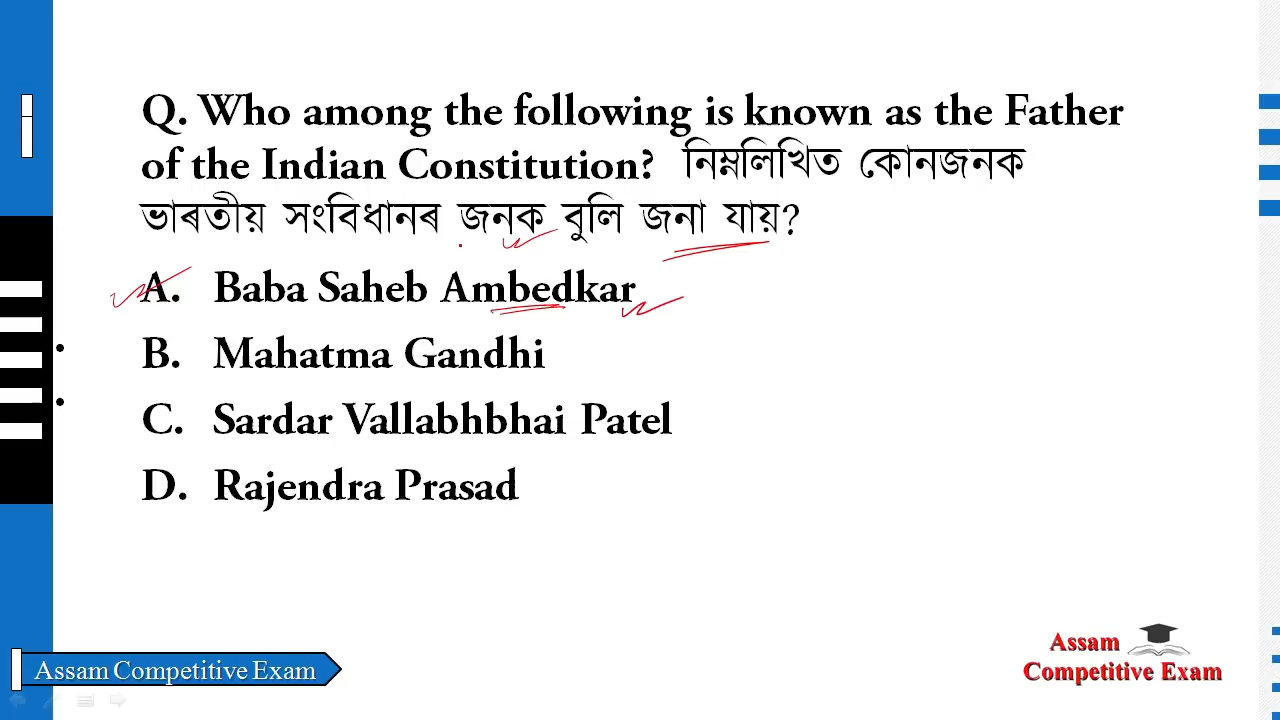 Q. Who among the following is known as the Father
of the Indian Constitution? নিম্নলিখিত কোনজনক
ভাৰতীয় সংবিধানৰ জনক বুলি জনা যায়?
A. Baba Saheb Ambedkar
B. Mahatma Gandhi
C. Sardar Vallabhbhai Patel
D. Rajendra Prasad
Assam Competitive Exam
Assam
Competitive Exam